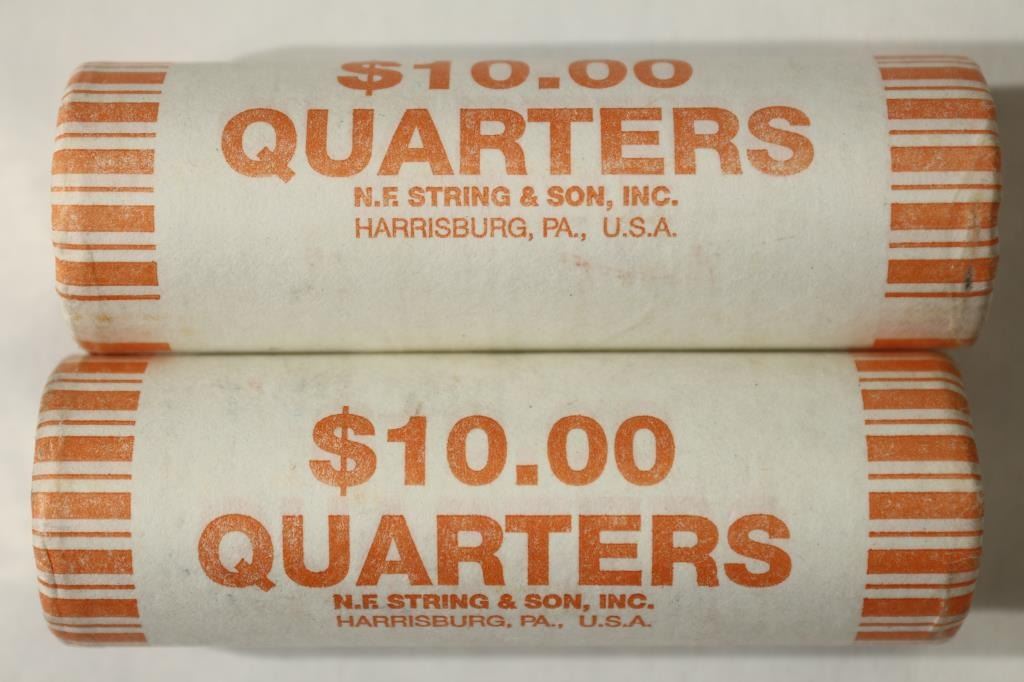 $10.00
QUARTERS
N.F. STRING & SON, INC.
HARRISBURG, PA., U.S.A.
$10.00
QUARTERS
N.F. STRING & SON, INC.
HARRISBURG, PA., U.S.A.